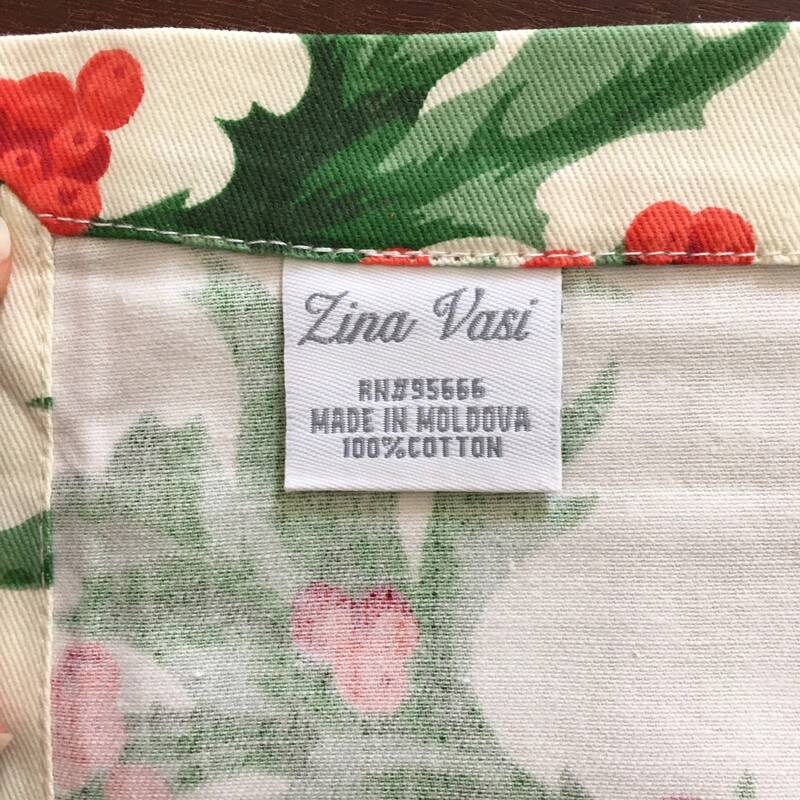 Zina Vasi
RN#95666
MADE IN MOLDOVA
100%COTTON